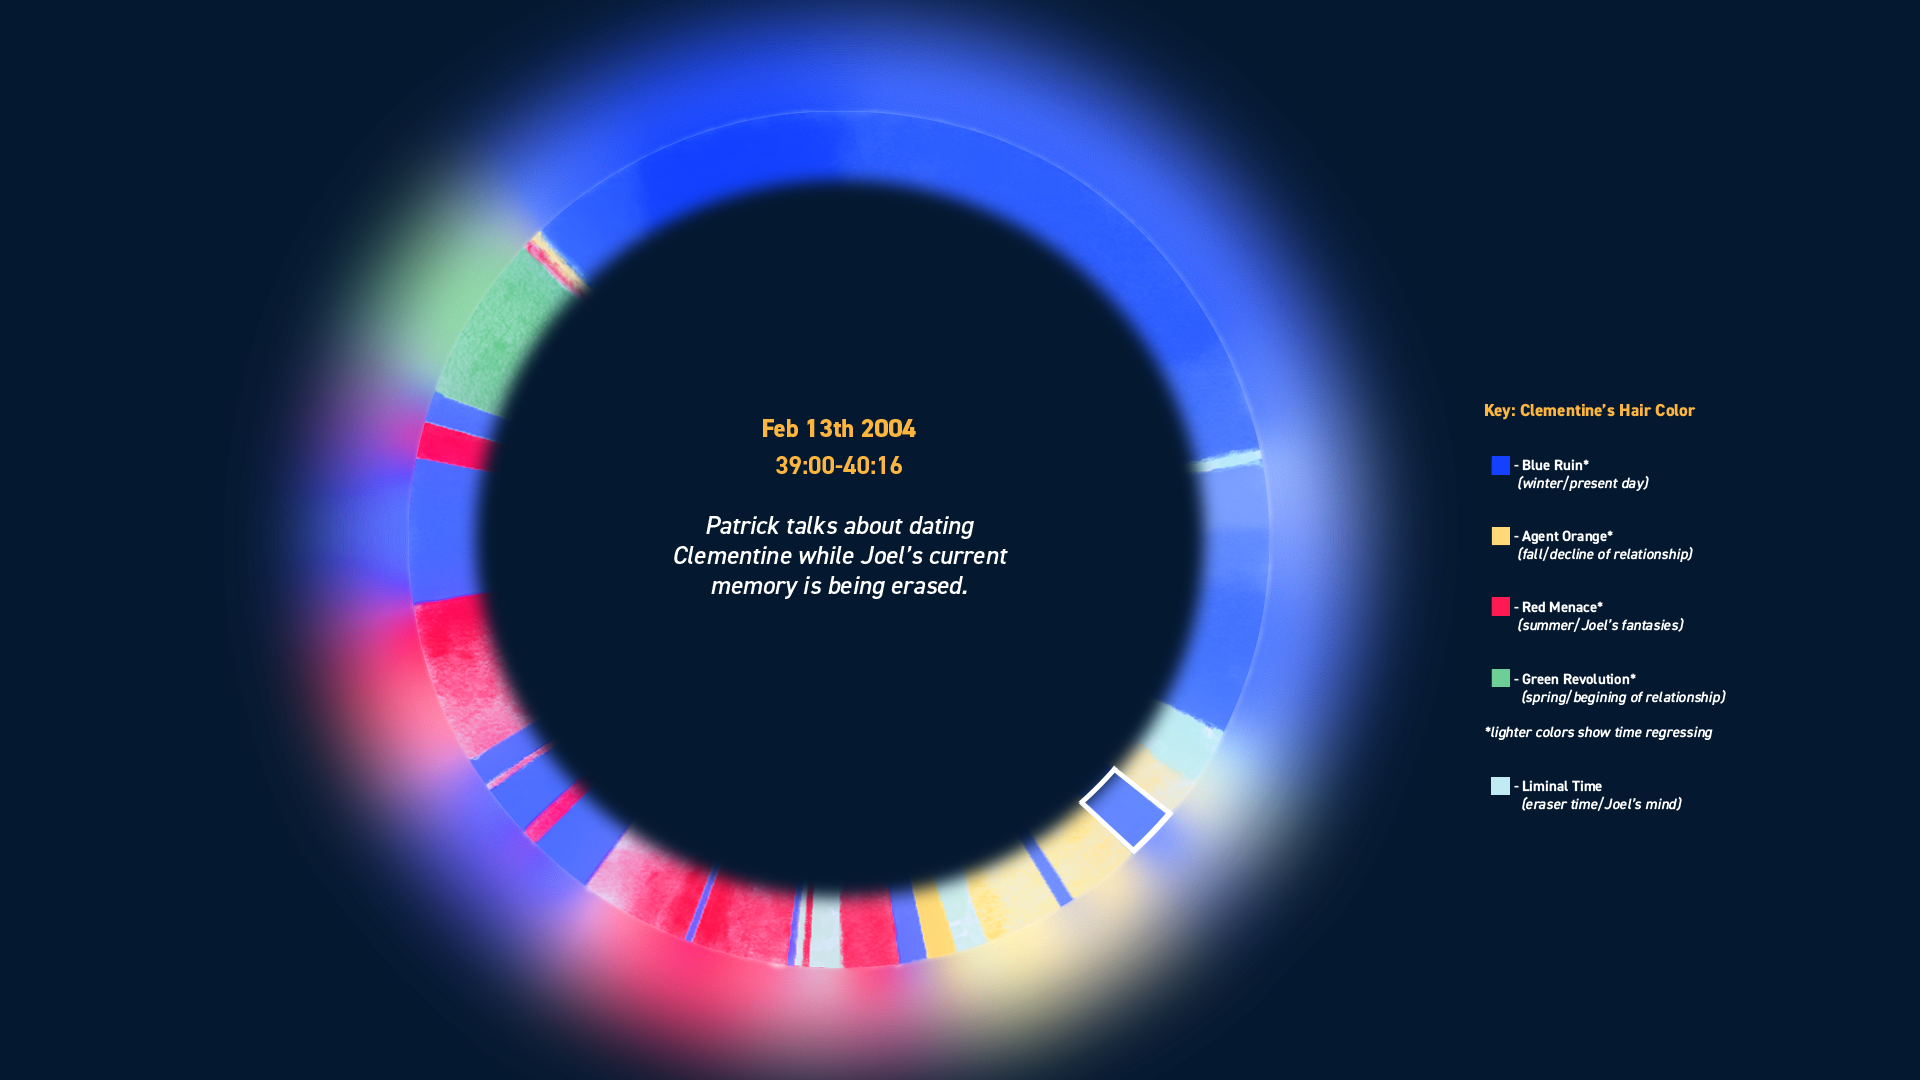 Feb 13th 2004
39:00-40:16
Patrick talks about dating
Clementine while Joel's current
memory is being erased.
Key: Clementine's Hair Color
- Blue Ruin*
(winter/present day)
- Agent Orange*
(fall/decline of relationship)
- Red Menace*
(summer/Joel's fantasies)
- Green Revolution*
(spring/begining of relationship)
*lighter colors show time regressing
- Liminal Time
(eraser time/Joel's mind)